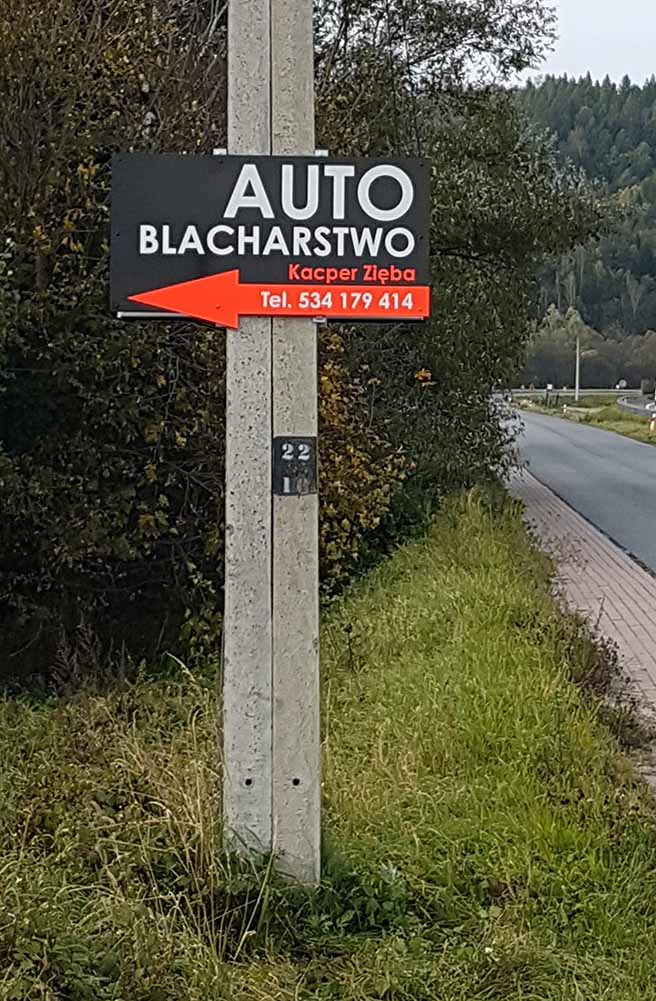 AUTO
BLACHARSTWO
Kacper Zięba
Tel. 534 179 414
22